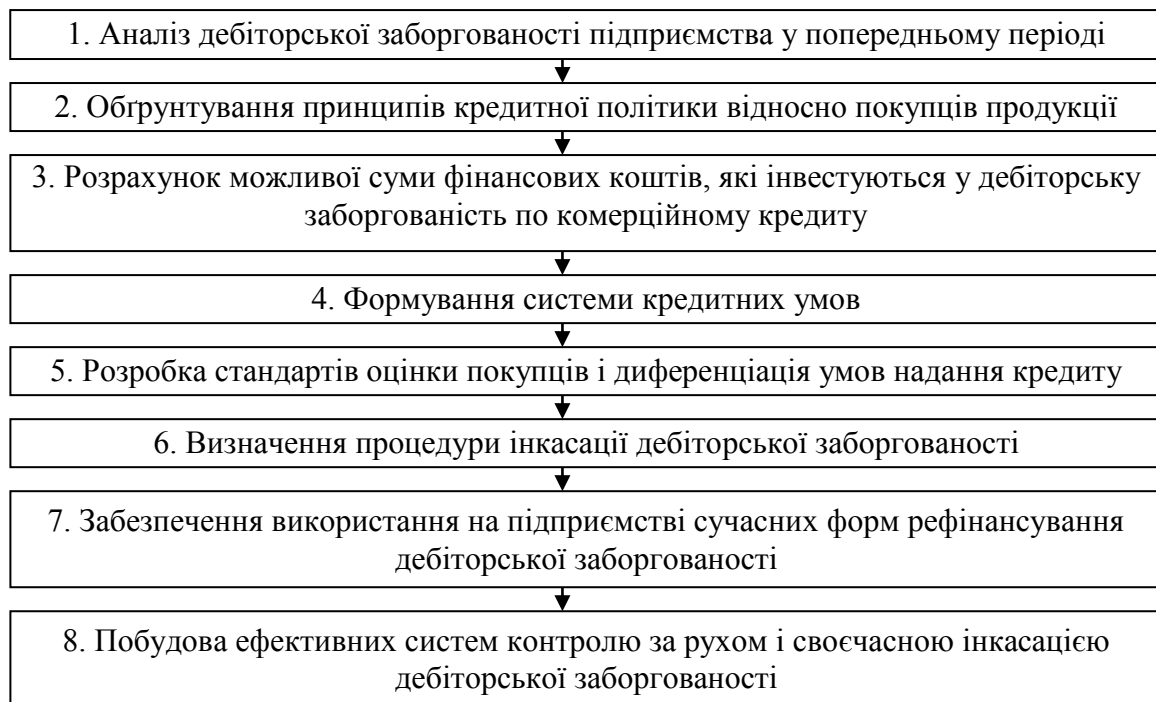 1. Аналіз дебіторської заборгованості підприємства у попередньому періоді
2. Обґрунтування принципів кредитної політики відносно покупців продукції
3. Розрахунок можливої суми фінансових коштів, які інвестуються у дебіторську
заборгованість по комерційному кредиту
4. Формування системи кредитних умов
5. Розробка стандартів оцінки покупців і диференціація умов надання кредиту
6. Визначення процедури інкасації дебіторської заборгованості
7. Забезпечення використання на підприємстві сучасних форм рефінансування
дебіторської заборгованості
8. Побудова ефективних систем контролю за рухом і своєчасною інкасацією
дебіторської заборгованості